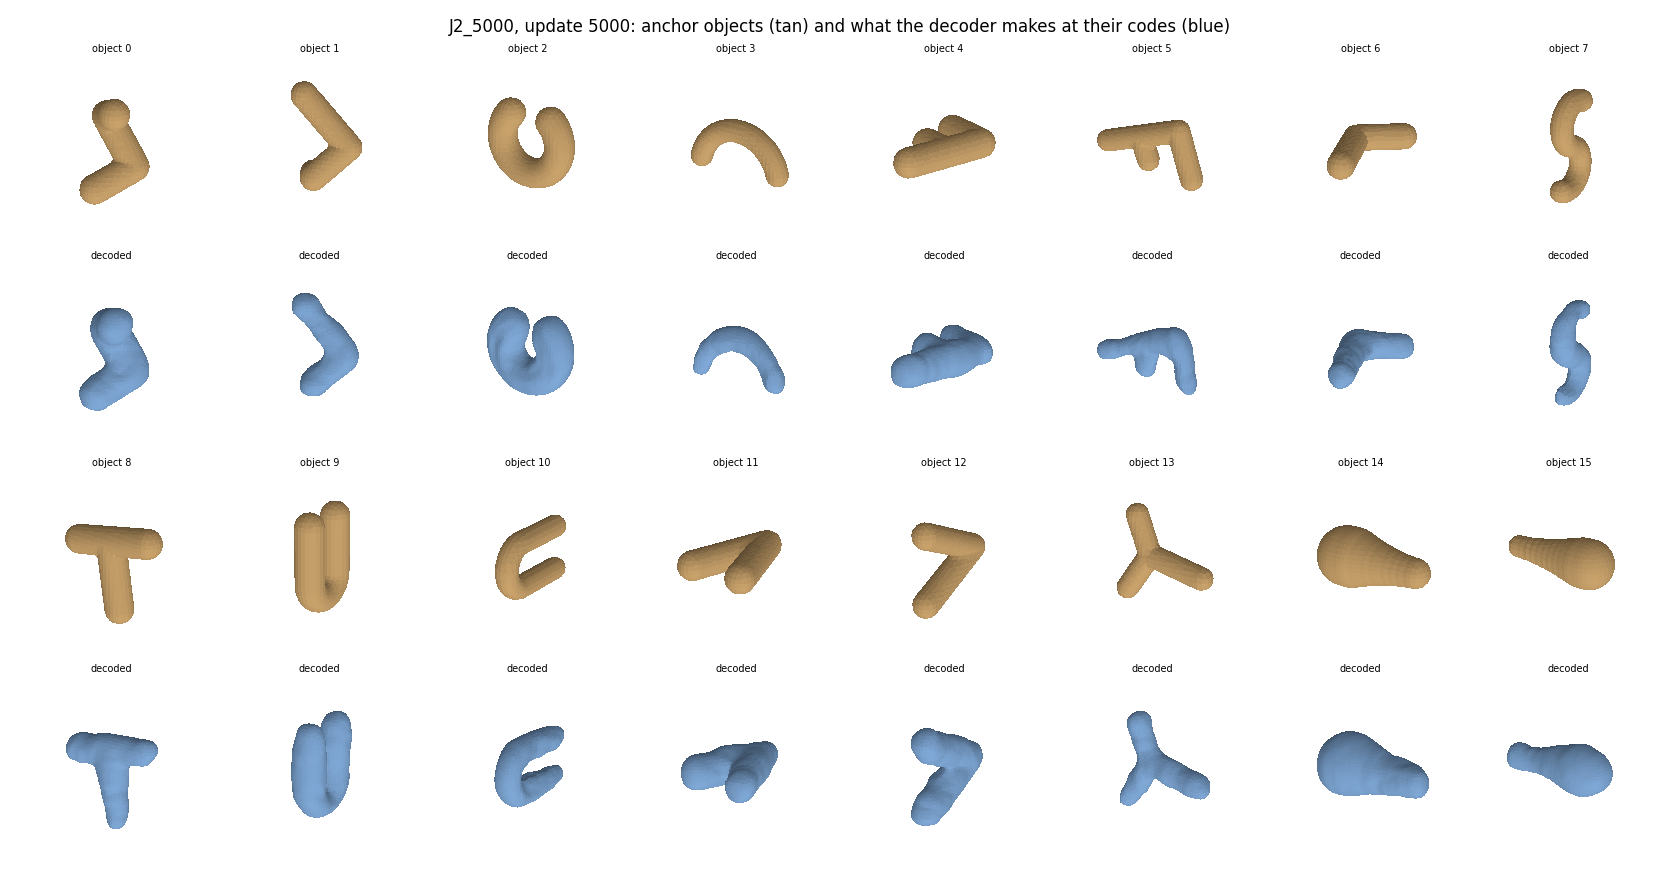 J2_5000, update 5000: anchor objects (tan) and what the decoder makes at their codes (blue)
object 0 object 1 object 2 object 3 object 4 object 5 object 6 object 7
decoded decoded decoded decoded decoded decoded decoded decoded
object 8 object 9 object 10 object 11 object 12 object 13 object 14 object 15
decoded decoded decoded decoded decoded decoded decoded decoded